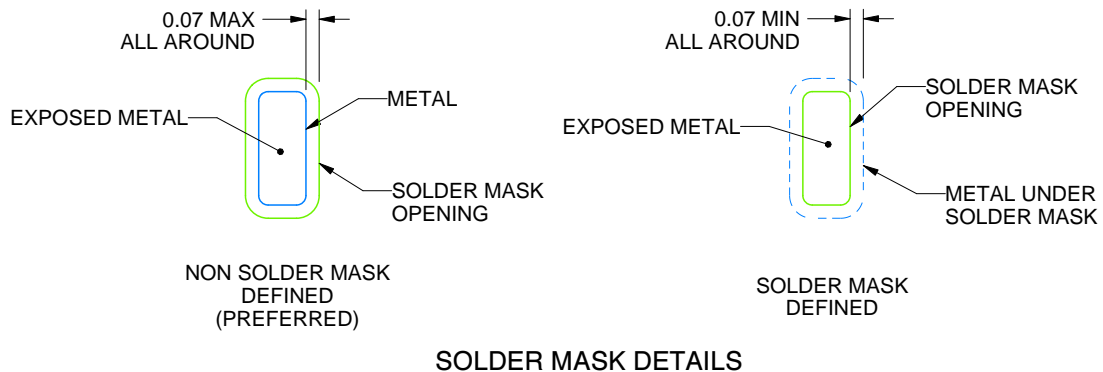 0.07 MAX
ALL AROUND
EXPOSED METAL
METAL
SOLDER MASK
OPENING
NON SOLDER MASK
DEFINED
(PREFERRED)
0.07 MIN
ALL AROUND
EXPOSED METAL
SOLDER MASK
OPENING
METAL UNDER
SOLDER MASK
SOLDER MASK
DEFINED
SOLDER MASK DETAILS